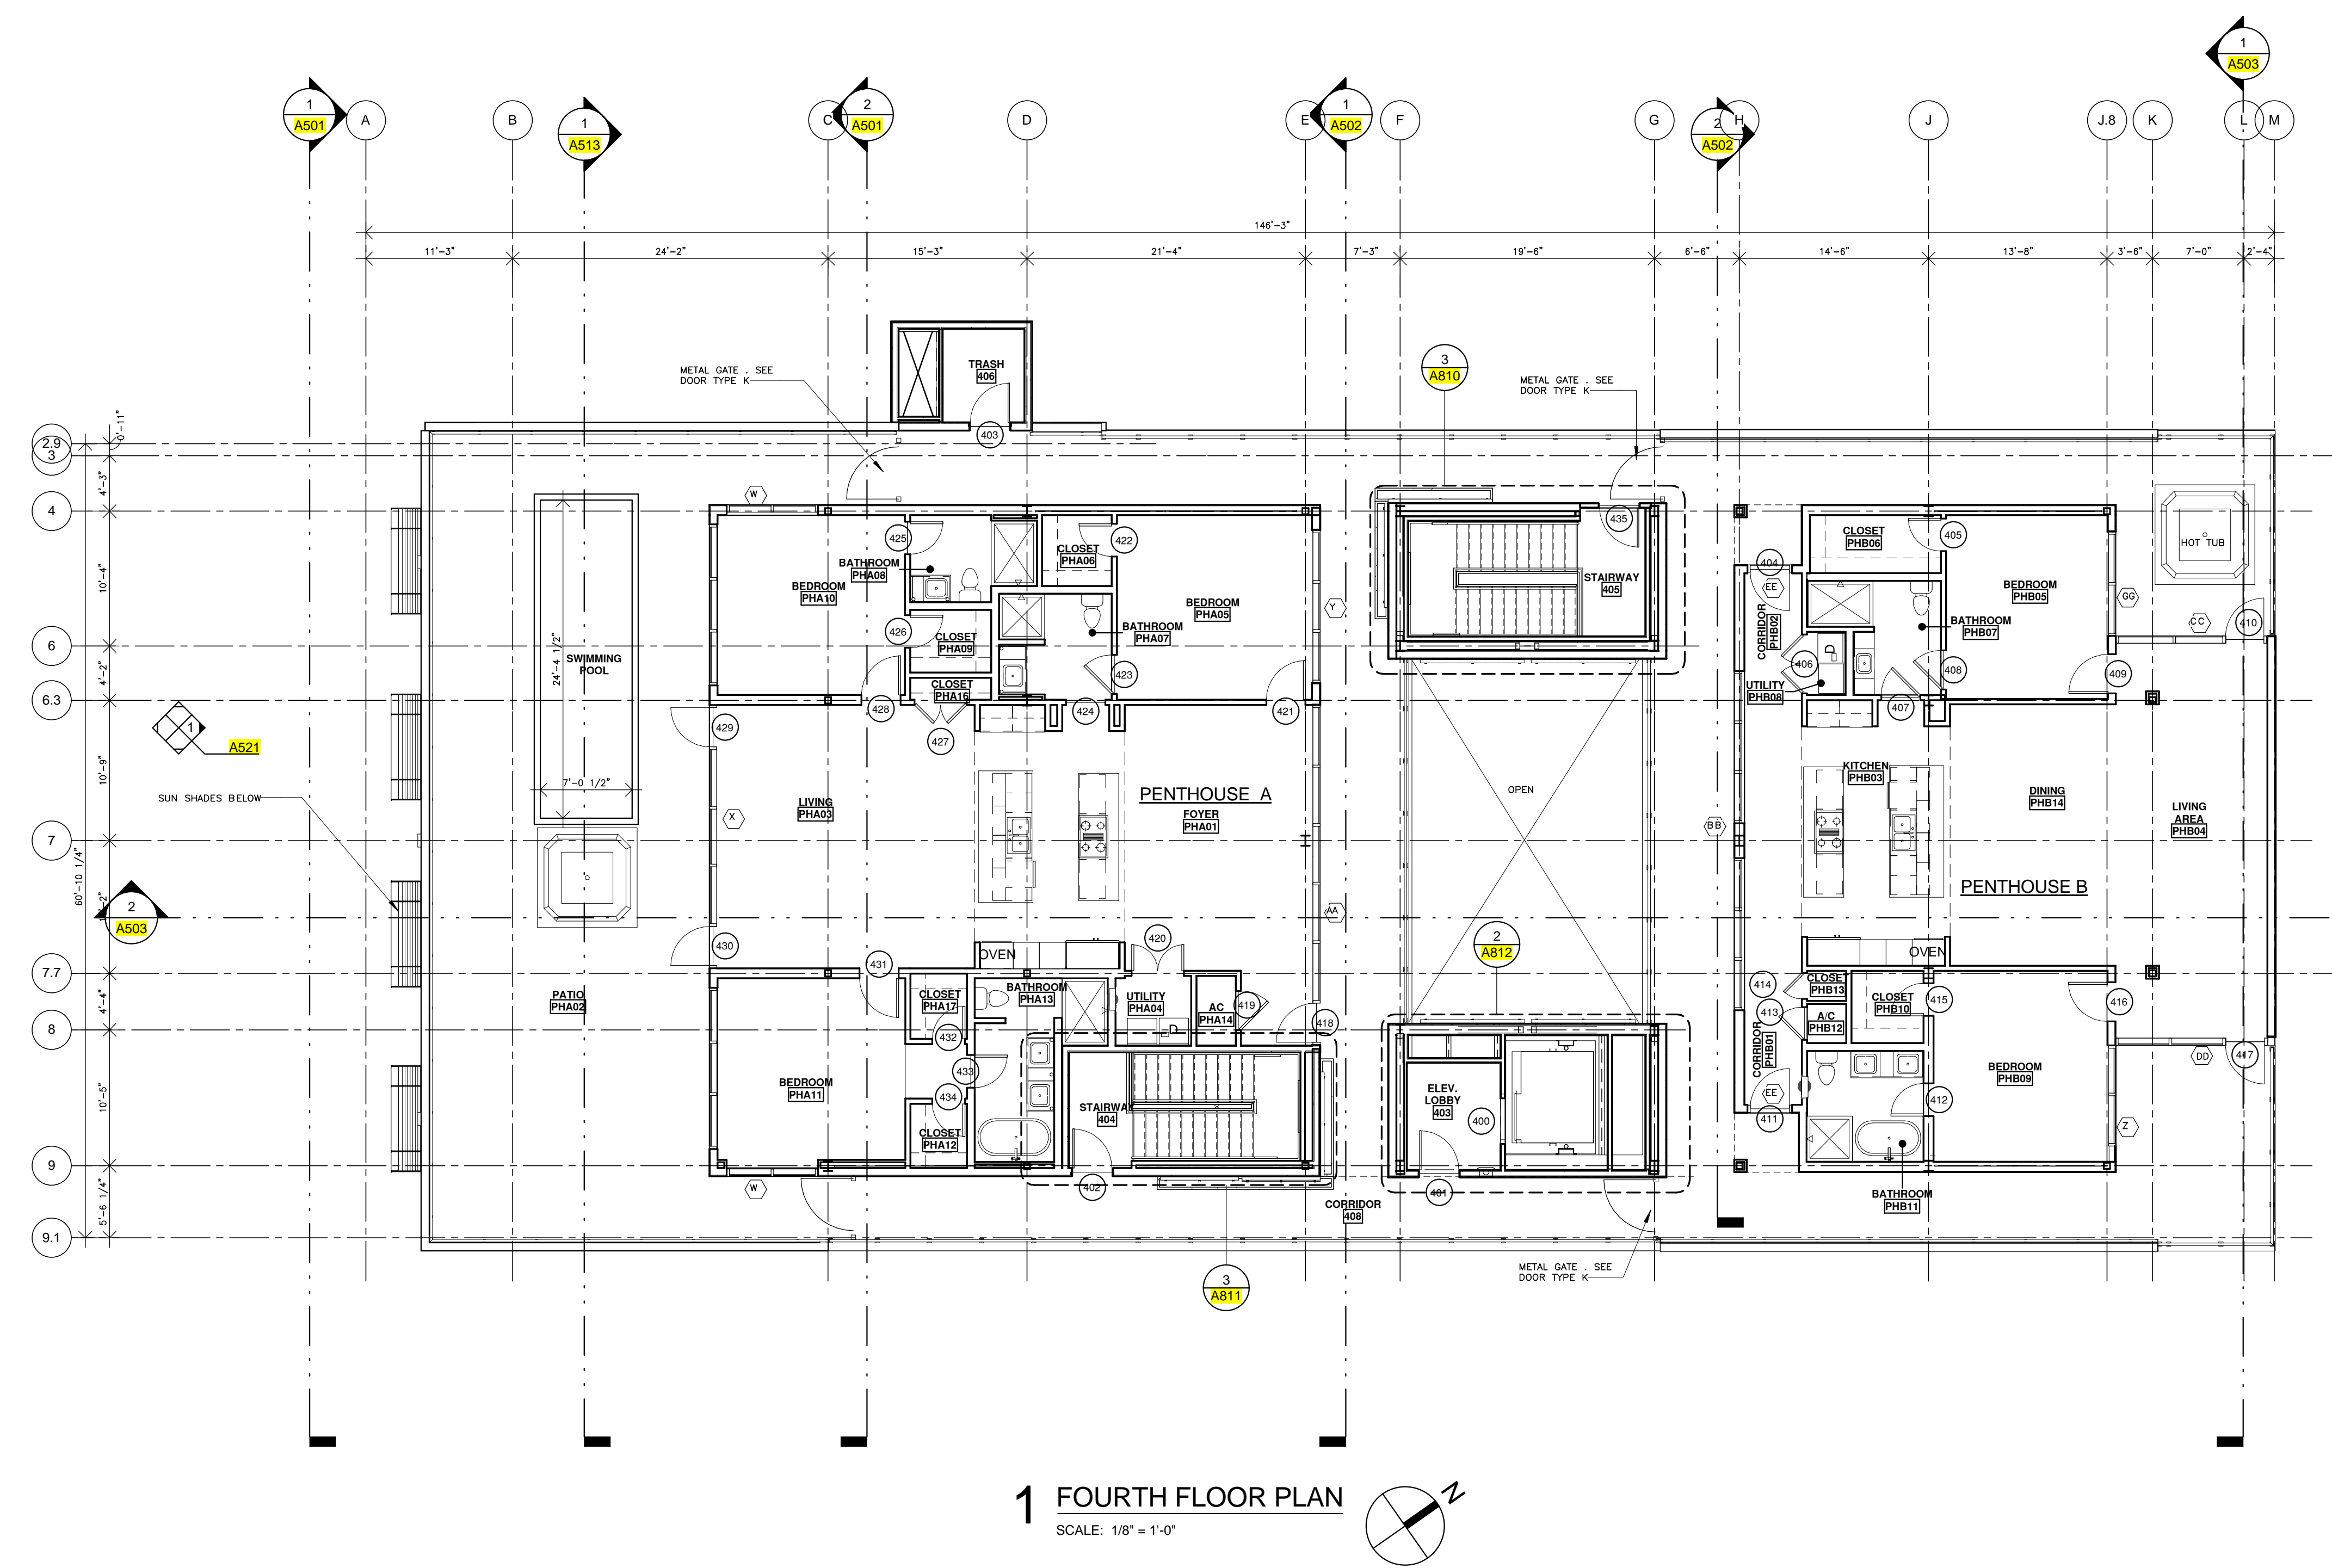 1
A503
1
A501
A
B
1
A513
C
2
A501
D
E
1
A502
F
G
2
A502
H
J
J.8
K
L
M
146'-3"
11'-3"
24'-2"
15'-3"
21'-4"
7'-3"
19'-6"
6'-6"
14'-6"
13'-8"
3'-6"
7'-0"
2'-4"
METAL GATE . SEE
DOOR TYPE K
TRASH
406
403
3
A810
METAL GATE . SEE
DOOR TYPE K
0'-11"
2.9
3
4'-3"
4
10'-4"
6
4'-2"
6.3
10'-9"
7
60'-10 1/4"
7.7
4'-4"
8
10'-5"
9
5'-6 1/4"
9.1
W
425
BATHROOM
PHA08
BEDROOM
PHA10
422
CLOSET
PHA06
BEDROOM
PHA05
BATHROOM
PHA07
426
CLOSET
PHA09
CLOSET
PHA16
423
428
427
424
421
Y
435
STAIRWAY
405
404
EE
CLOSET
PHB06
405
BEDROOM
PHB05
GG
HOT TUB
CC
410
CORRIDOR
PHB02
BATHROOM
PHB07
406
D
UTILITY
PHB08
408
407
409
SWIMMING
POOL
24'-4 1/2"
7'-0 1/2"
1
A521
SUN SHADES BELOW
429
X
LIVING
PHA03
PENTHOUSE A
FOYER
PHA01
OPEN
BB
KITCHEN
PHB03
DINING
PHB14
LIVING
AREA
PHB04
PENTHOUSE B
2
A503
AA
2
A812
430
431
OVEN
420
OVEN
PATIO
PHA02
CLOSET
PHA17
BATHROOM
PHA13
UTILITY
PHA04
D
AC
PHA14
419
418
432
433
434
BEDROOM
PHA11
CLOSET
PHA12
STAIRWAY
404
402
W
ELEV.
LOBBY
403
400
401
CORRIDOR
408
414
413
CLOSET
PHB13
A/C
PHB12
CLOSET
PHB10
415
416
CORRIDOR
PHB01
EE
411
412
BEDROOM
PHB09
DD
417
Z
BATHROOM
PHB11
3
A811
METAL GATE . SEE
DOOR TYPE K
1
FOURTH FLOOR PLAN
SCALE: 1/8" = 1'-0"
N